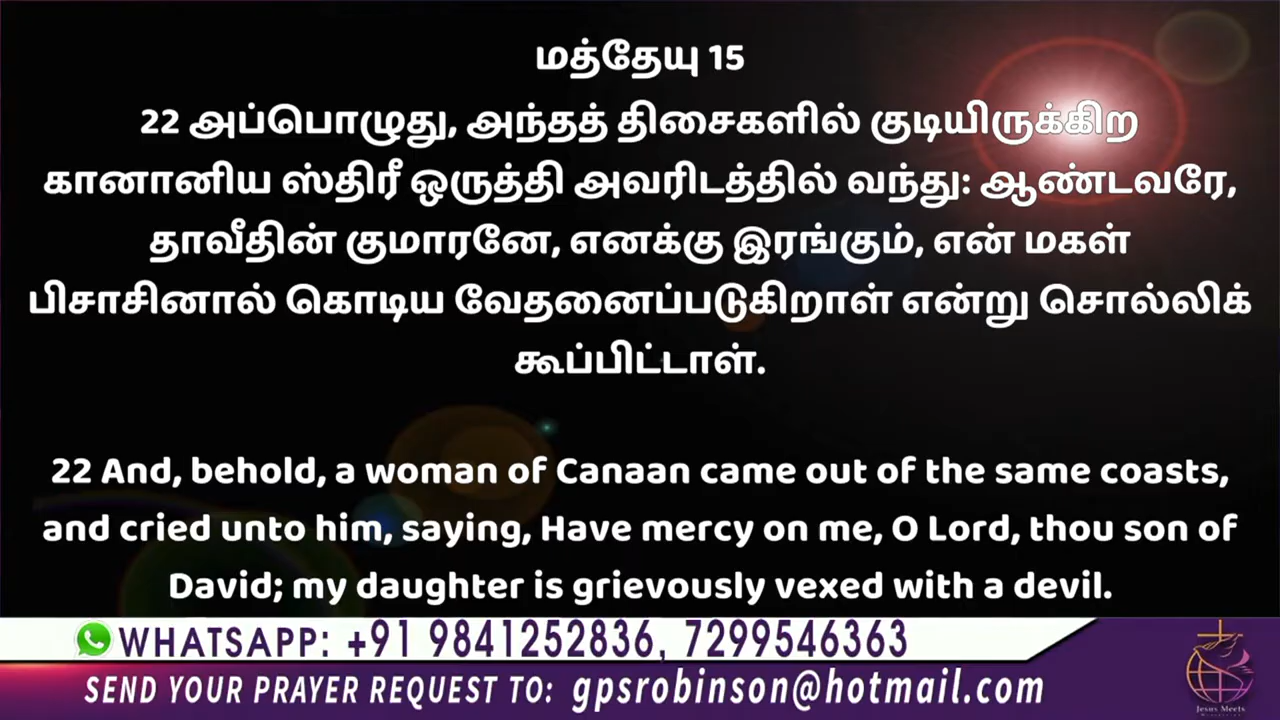 மத்தேயு 15
22 அப்பொழுது, அந்தத் திசைகளில் குடியிருக்கிற
கானானிய ஸ்திரீ ஒருத்தி அவரிடத்தில் வந்து: ஆண்டவரே,
தாவீதின் குமாரனே, எனக்கு இரங்கும், என் மகள்
பிசாசினால் கொடிய வேதனைப்படுகிறாள் என்று சொல்லிக்
கூப்பிட்டாள்.
22 And, behold, a woman of Canaan came out of the same coasts,
and cried unto him, saying, Have mercy on me, O Lord, thou son of
David; my daughter is grievously vexed with a devil.
WHATSAPP: +91 9841252836, 7299546363
SEND YOUR PRAYER REQUEST TO: gpsrobinson@hotmail.com
Jesus Meets